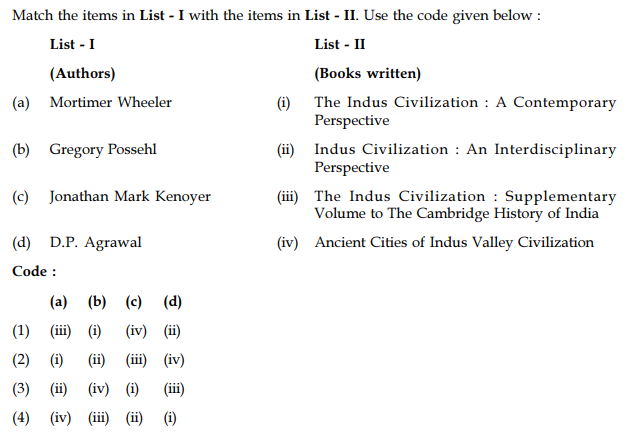 Match the items in List - I with the items in List - II. Use the code given below :
List - I List - II
(Authors) (Books written)
(a) Mortimer Wheeler (i) The Indus Civilization : A Contemporary
Perspective
(b) Gregory Possehl (ii) Indus Civilization : An Interdisciplinary
Perspective
(c) Jonathan Mark Kenoyer (iii) The Indus Civilization : Supplementary
Volume to The Cambridge History of India
(d) D.P. Agrawal (iv) Ancient Cities of Indus Valley Civilization
Code :
(a) (b) (c) (d)
(1) (iii) (i) (iv) (ii)
(2) (i) (ii) (iii) (iv)
(3) (ii) (iv) (i) (iii)
(4) (iv) (iii) (ii) (i)